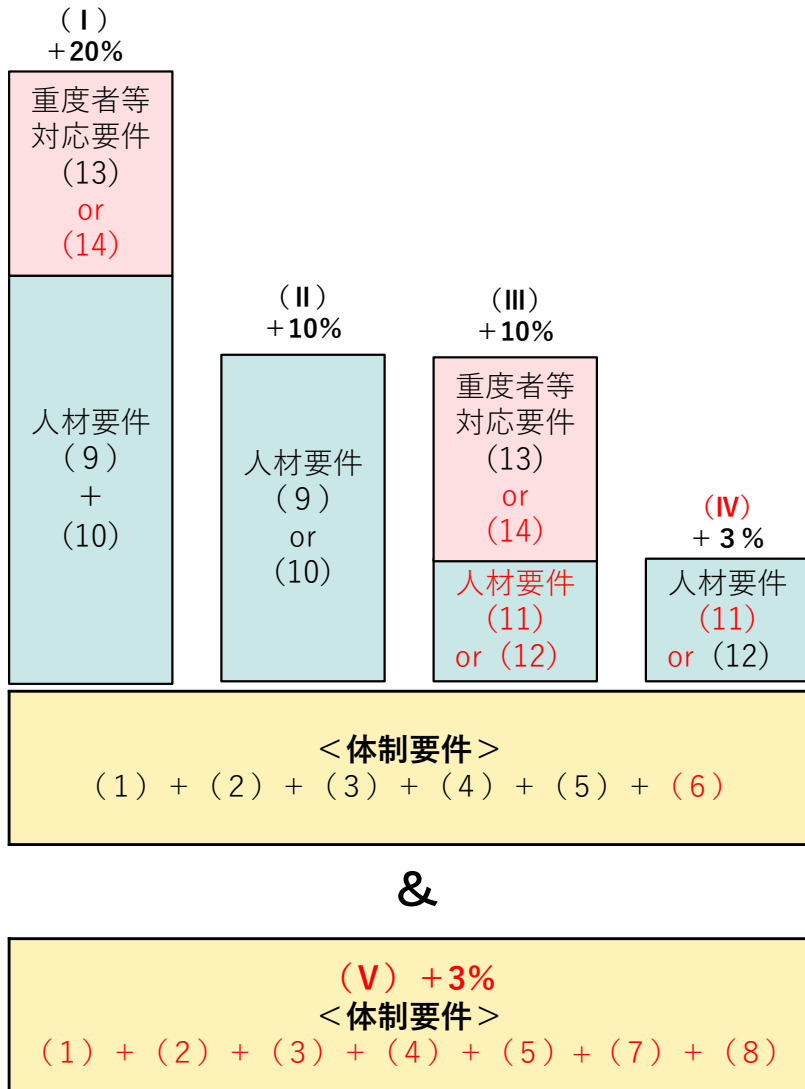 （Ⅰ）
+20%
重度者等
対応要件
(13)
or
(14)
人材要件
(９)
+
(10)
（Ⅱ）
+10%
人材要件
(９)
or
(10)
（Ⅲ）
+10%
重度者等
対応要件
(13)
or
(14)
人材要件
(11)
or (12)
（Ⅳ）
+３%
人材要件
(11)
or (12)
＜体制要件＞
(１) + (２) + (３) + (４) + (５) + (６)
&
（Ⅴ）+3%
＜体制要件＞
(１) + (２) + (３) + (４) + (５) + (７) + (８)